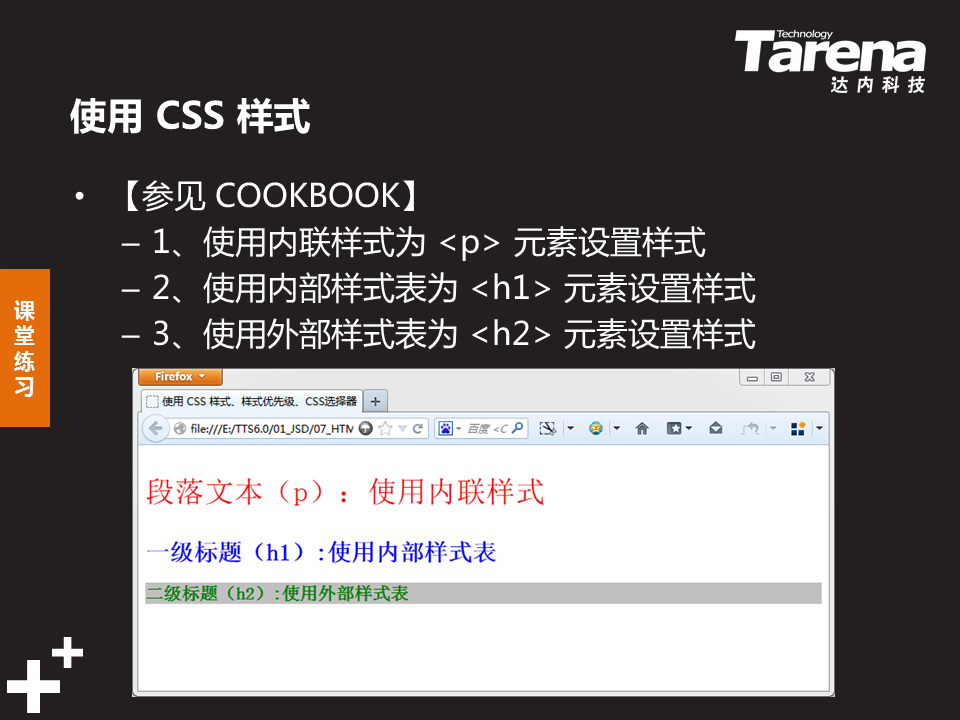 Technology
Tarena
达内科技
使用 CSS 样式
• 【参见 COOKBOOK】
– 1、使用内联样式为 <p> 元素设置样式
– 2、使用内部样式表为 <h1> 元素设置样式
– 3、使用外部样式表为 <h2> 元素设置样式
课堂练习
Firefox
使用 CSS 样式、样式优先级、CSS选择器
file:///E:/TTS6.0/01_JSD/07_HTM
百度 <C
段落文本（p）：使用内联样式
一级标题（h1）:使用内部样式表
二级标题（h2）:使用外部样式表